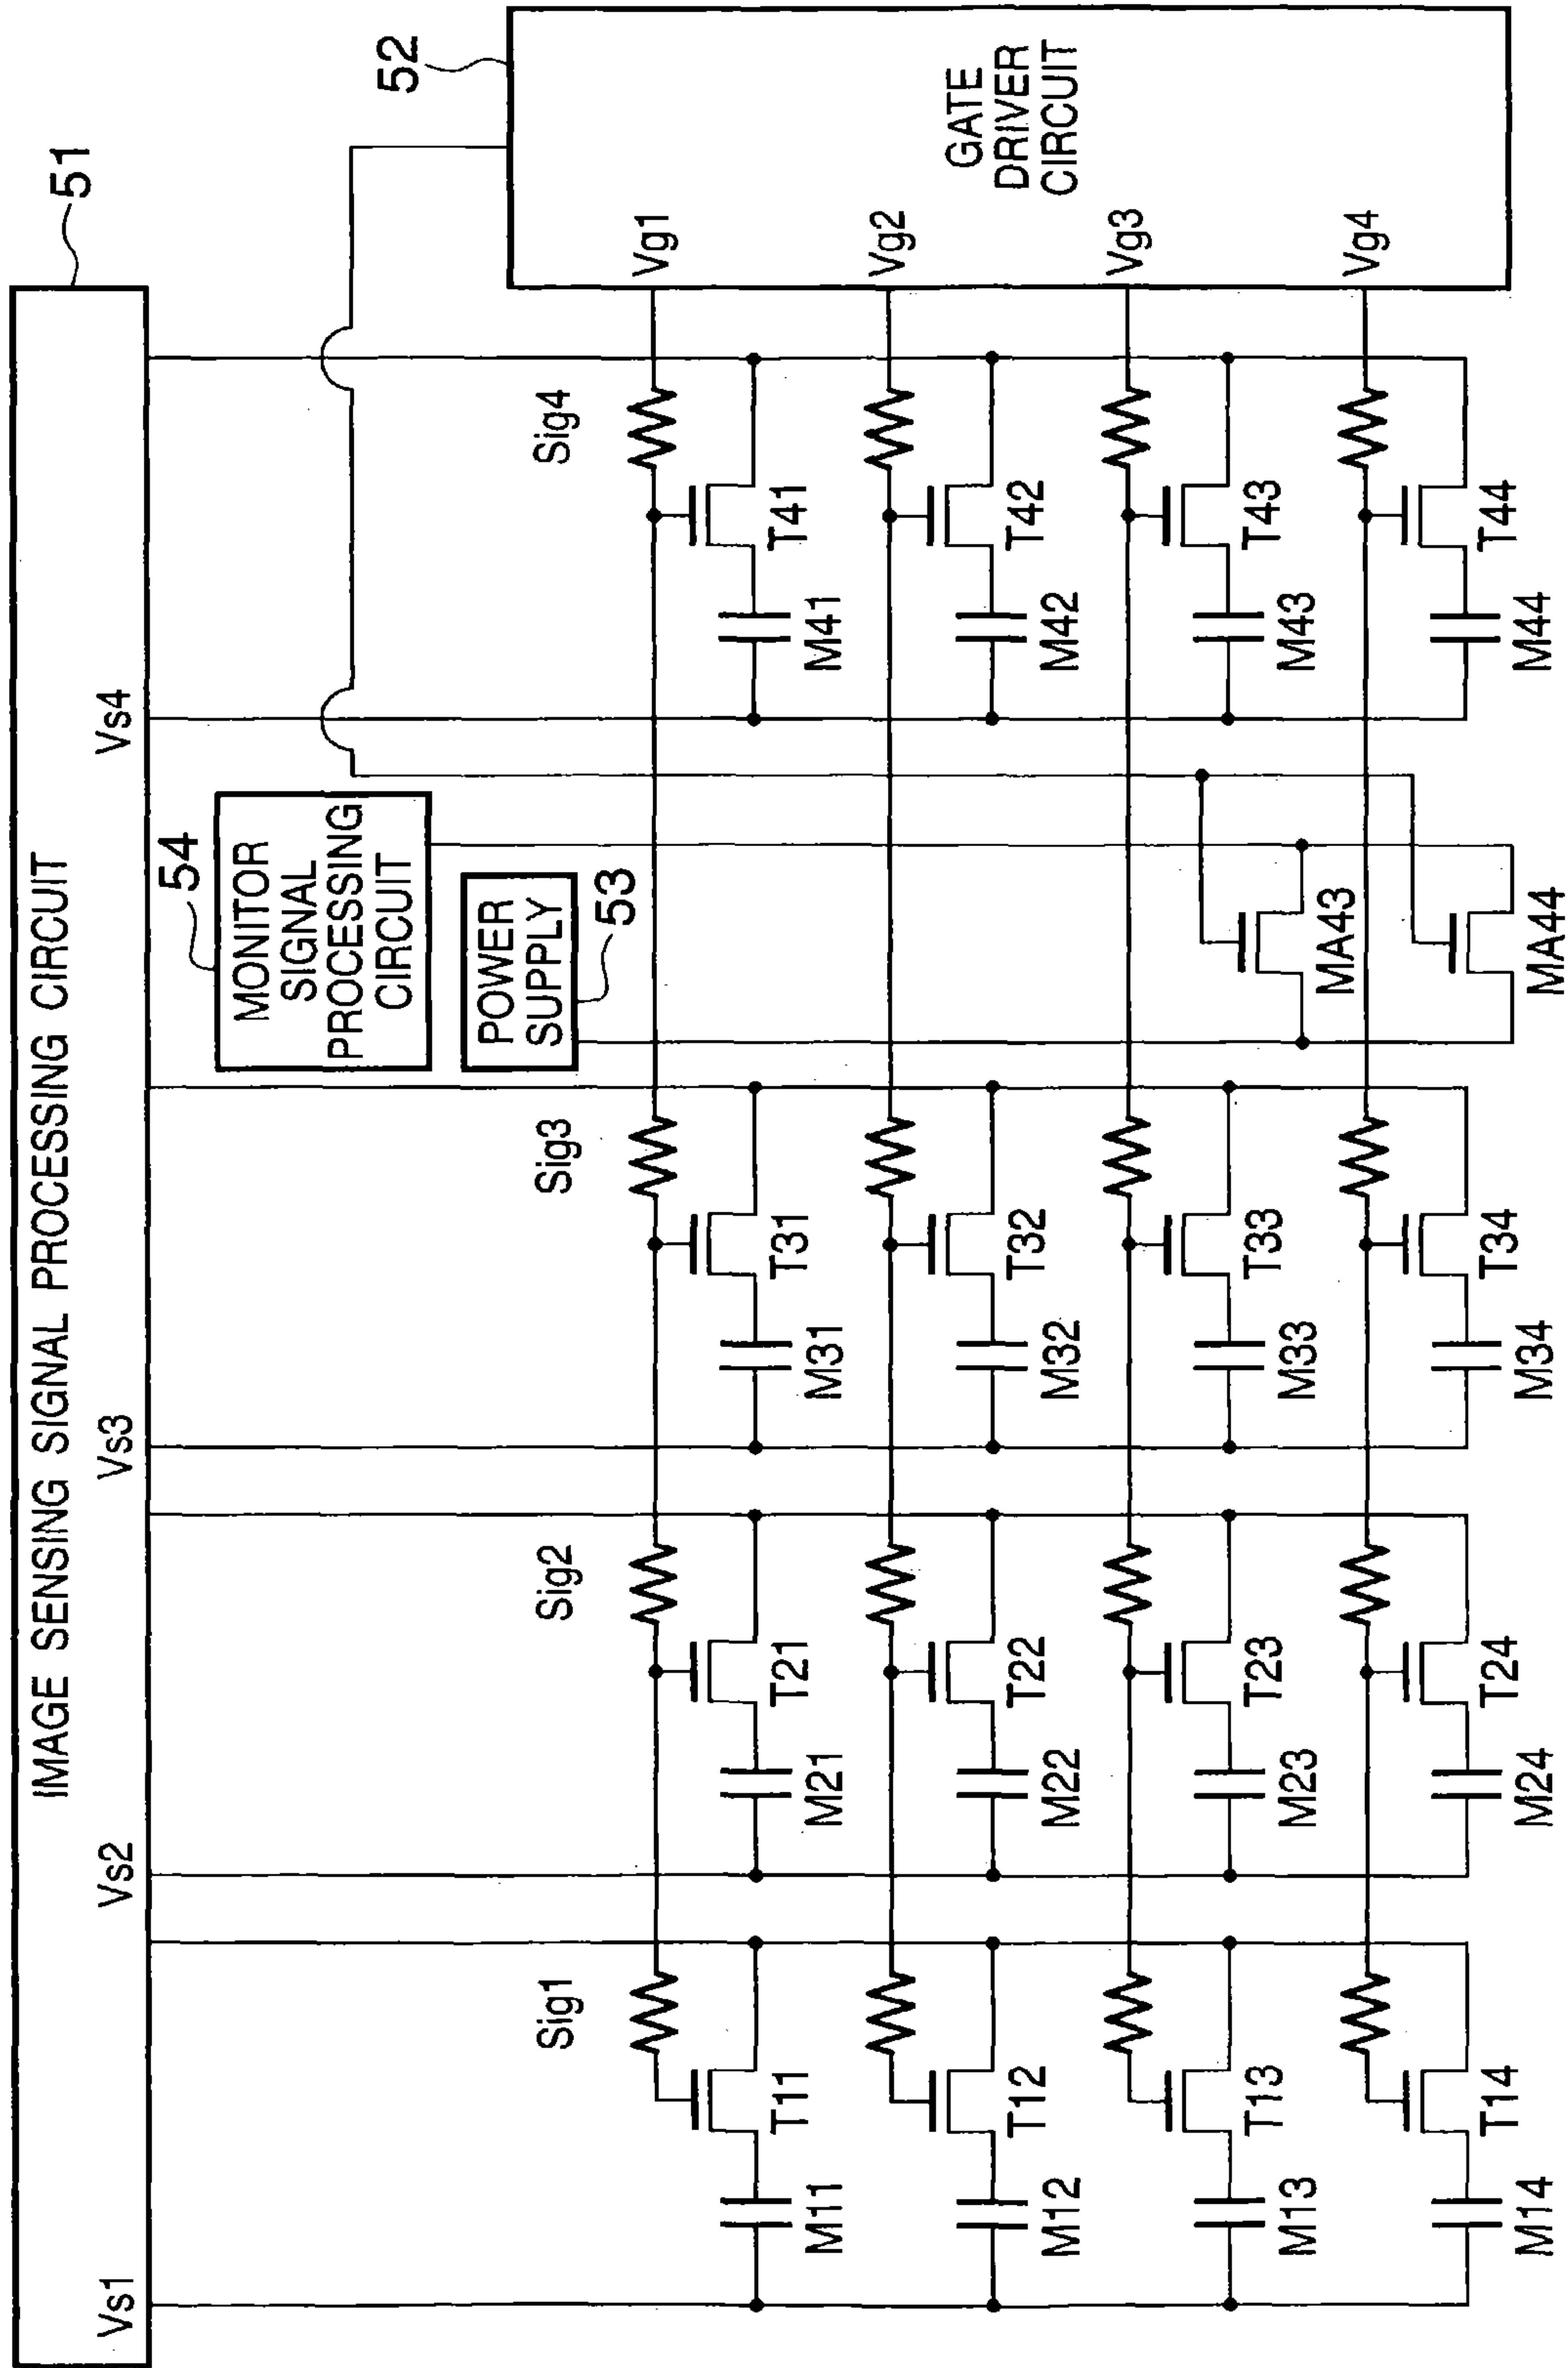 IMAGE SENSING SIGNAL PROCESSING CIRCUIT
51
Vs1
Vs2
Vs3
Vs4
54
MONITOR
SIGNAL
PROCESSING
CIRCUIT
POWER
SUPPLY
53
52
GATE
DRIVER
CIRCUIT
Sig1
Sig2
Sig3
Sig4
Vg1
M11
T11
M21
T21
M31
T31
M41
T41
Vg2
M12
T12
M22
T22
M32
T32
M42
T42
Vg3
M13
T13
M23
T23
M33
T33
MA43
M43
T43
Vg4
M14
T14
M24
T24
M34
T34
MA44
M44
T44